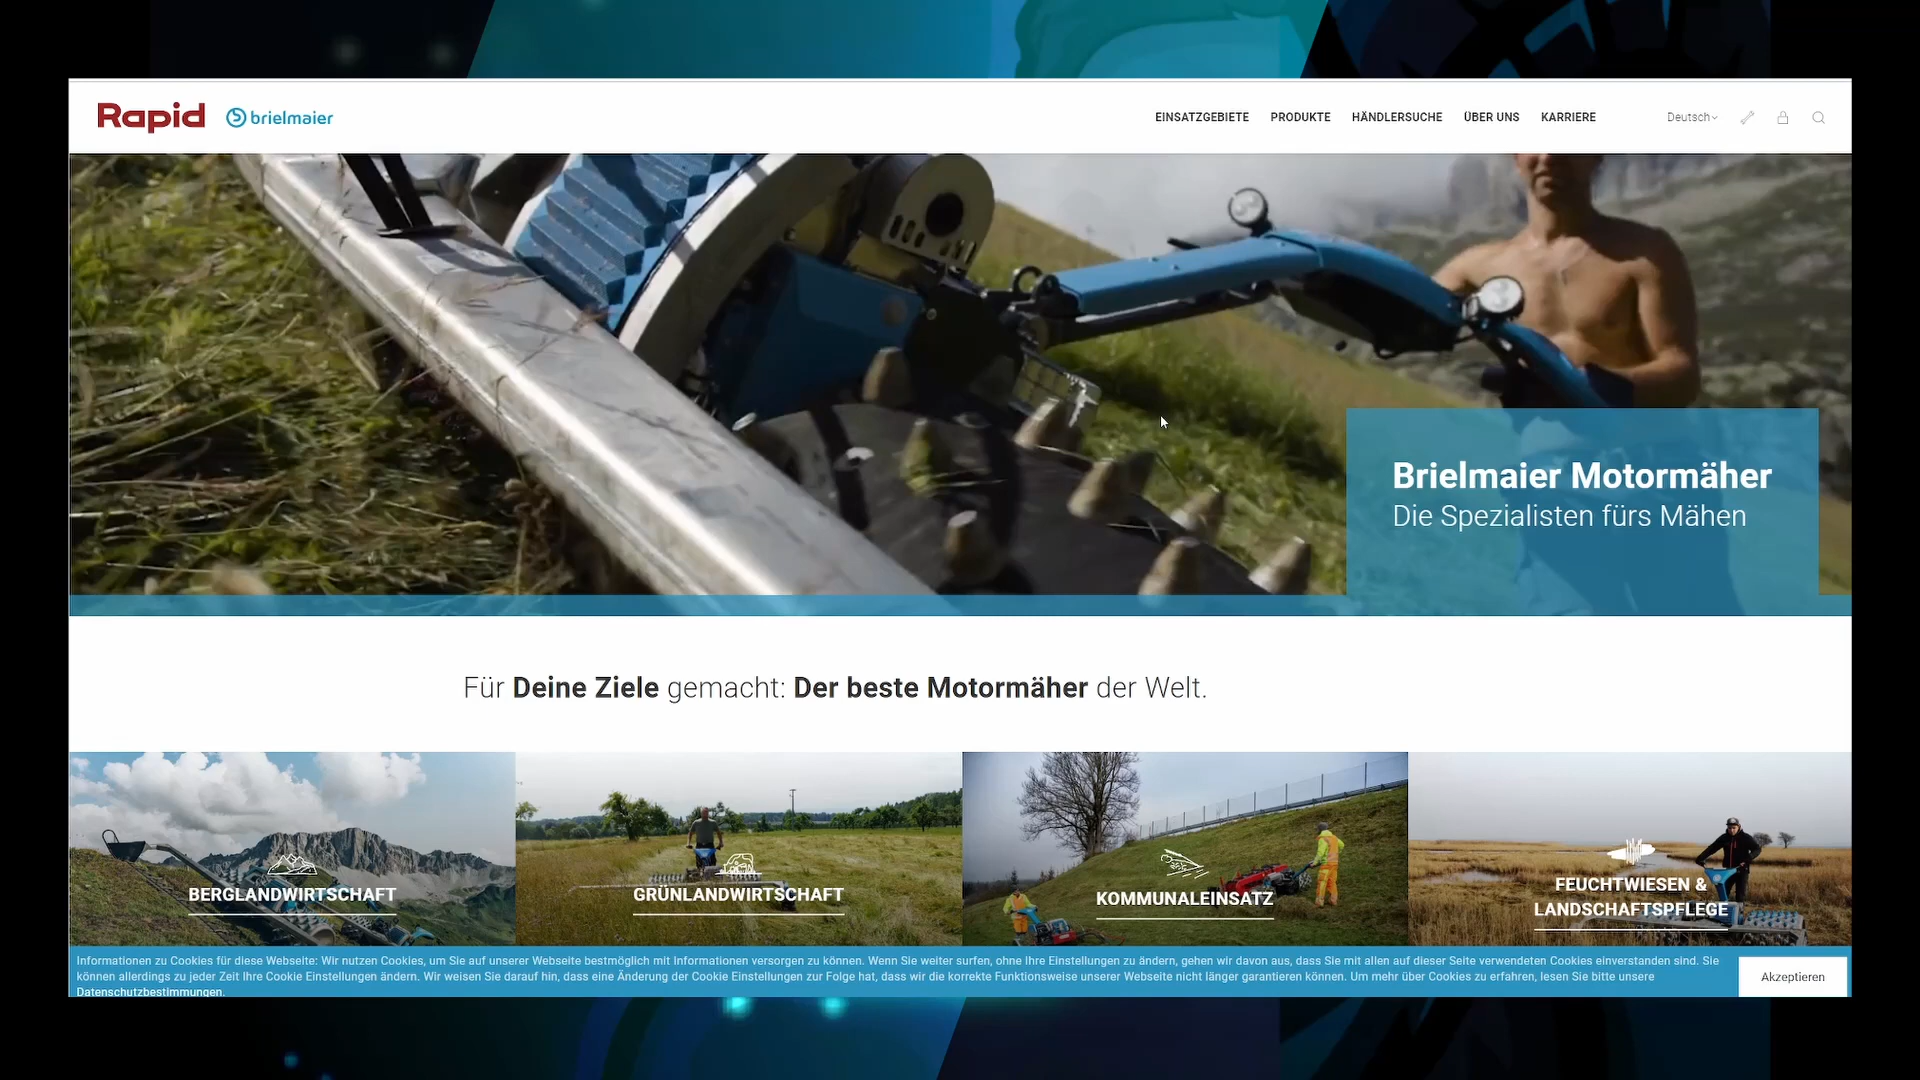 Rapid brielmaier
EINSATZGEBIETE PRODUKTE HÄNDLERSUCHE ÜBER UNS KARRIERE Deutsch
Brielmaier Motormäher
Die Spezialisten fürs Mähen
Für Deine Ziele gemacht: Der beste Motormäher der Welt.
BERGLANDWIRTSCHAFT
GRÜNLANDWIRTSCHAFT
KOMMUNALEINSATZ
FEUCHTWIESEN &
LANDSCHAFTSPFLEGE
Informationen zu Cookies für diese Webseite: Wir nutzen Cookies, um Sie auf unserer Webseite bestmöglich mit Informationen versorgen zu können. Wenn Sie weiter surfen, ohne Ihre Einstellungen zu ändern, gehen wir davon aus, dass Sie mit allen auf dieser Seite verwendeten Cookies einverstanden sind. Sie
können allerdings zu jeder Zeit Ihre Cookie Einstellungen ändern. Wir weisen Sie darauf hin, dass eine Änderung der Cookie Einstellungen zur Folge hat, dass wir die korrekte Funktionsweise unserer Webseite nicht länger garantieren können. Um mehr über Cookies zu erfahren, lesen Sie bitte unsere
Datenschutzbestimmungen.
Akzeptieren